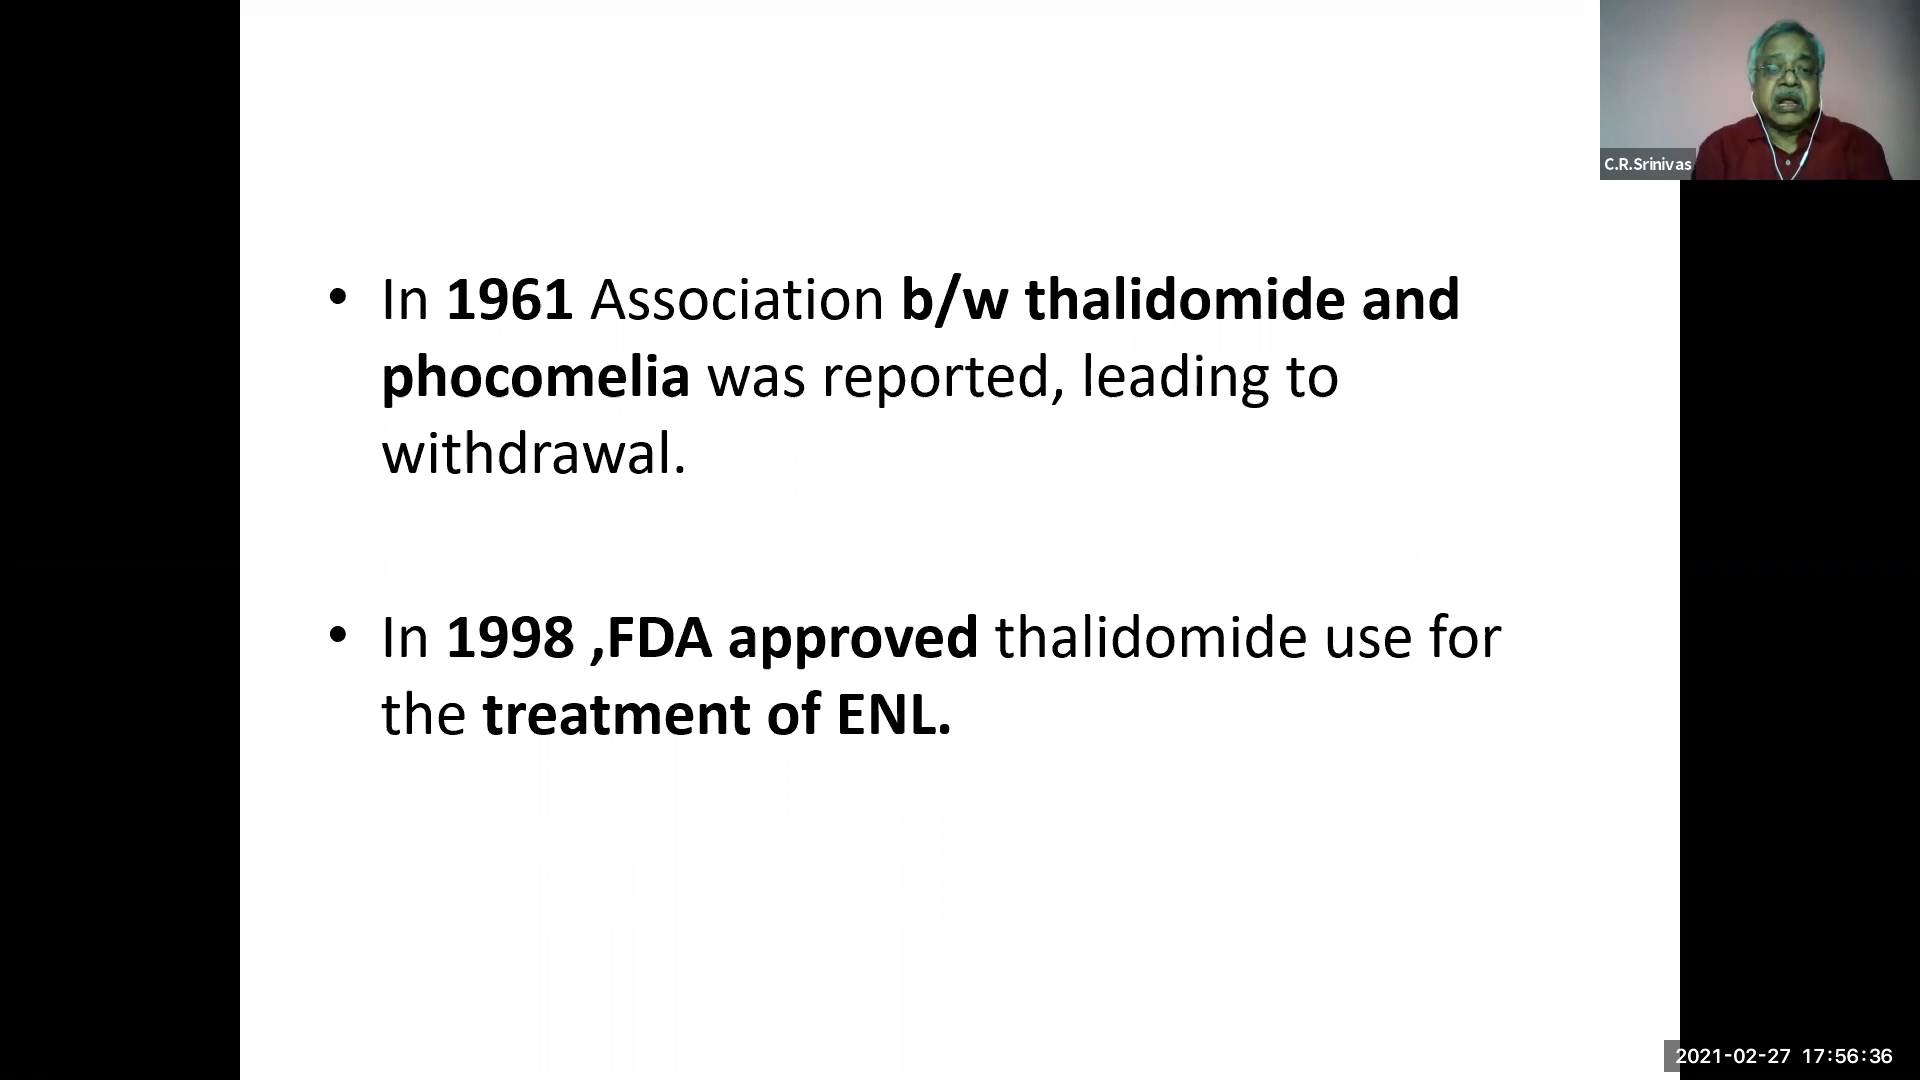 C.R.Srinivas
• In 1961 Association b/w thalidomide and
phocomelia was reported, leading to
withdrawal.
• In 1998 ,FDA approved thalidomide use for
the treatment of ENL.
2021-02-27 17:56:36